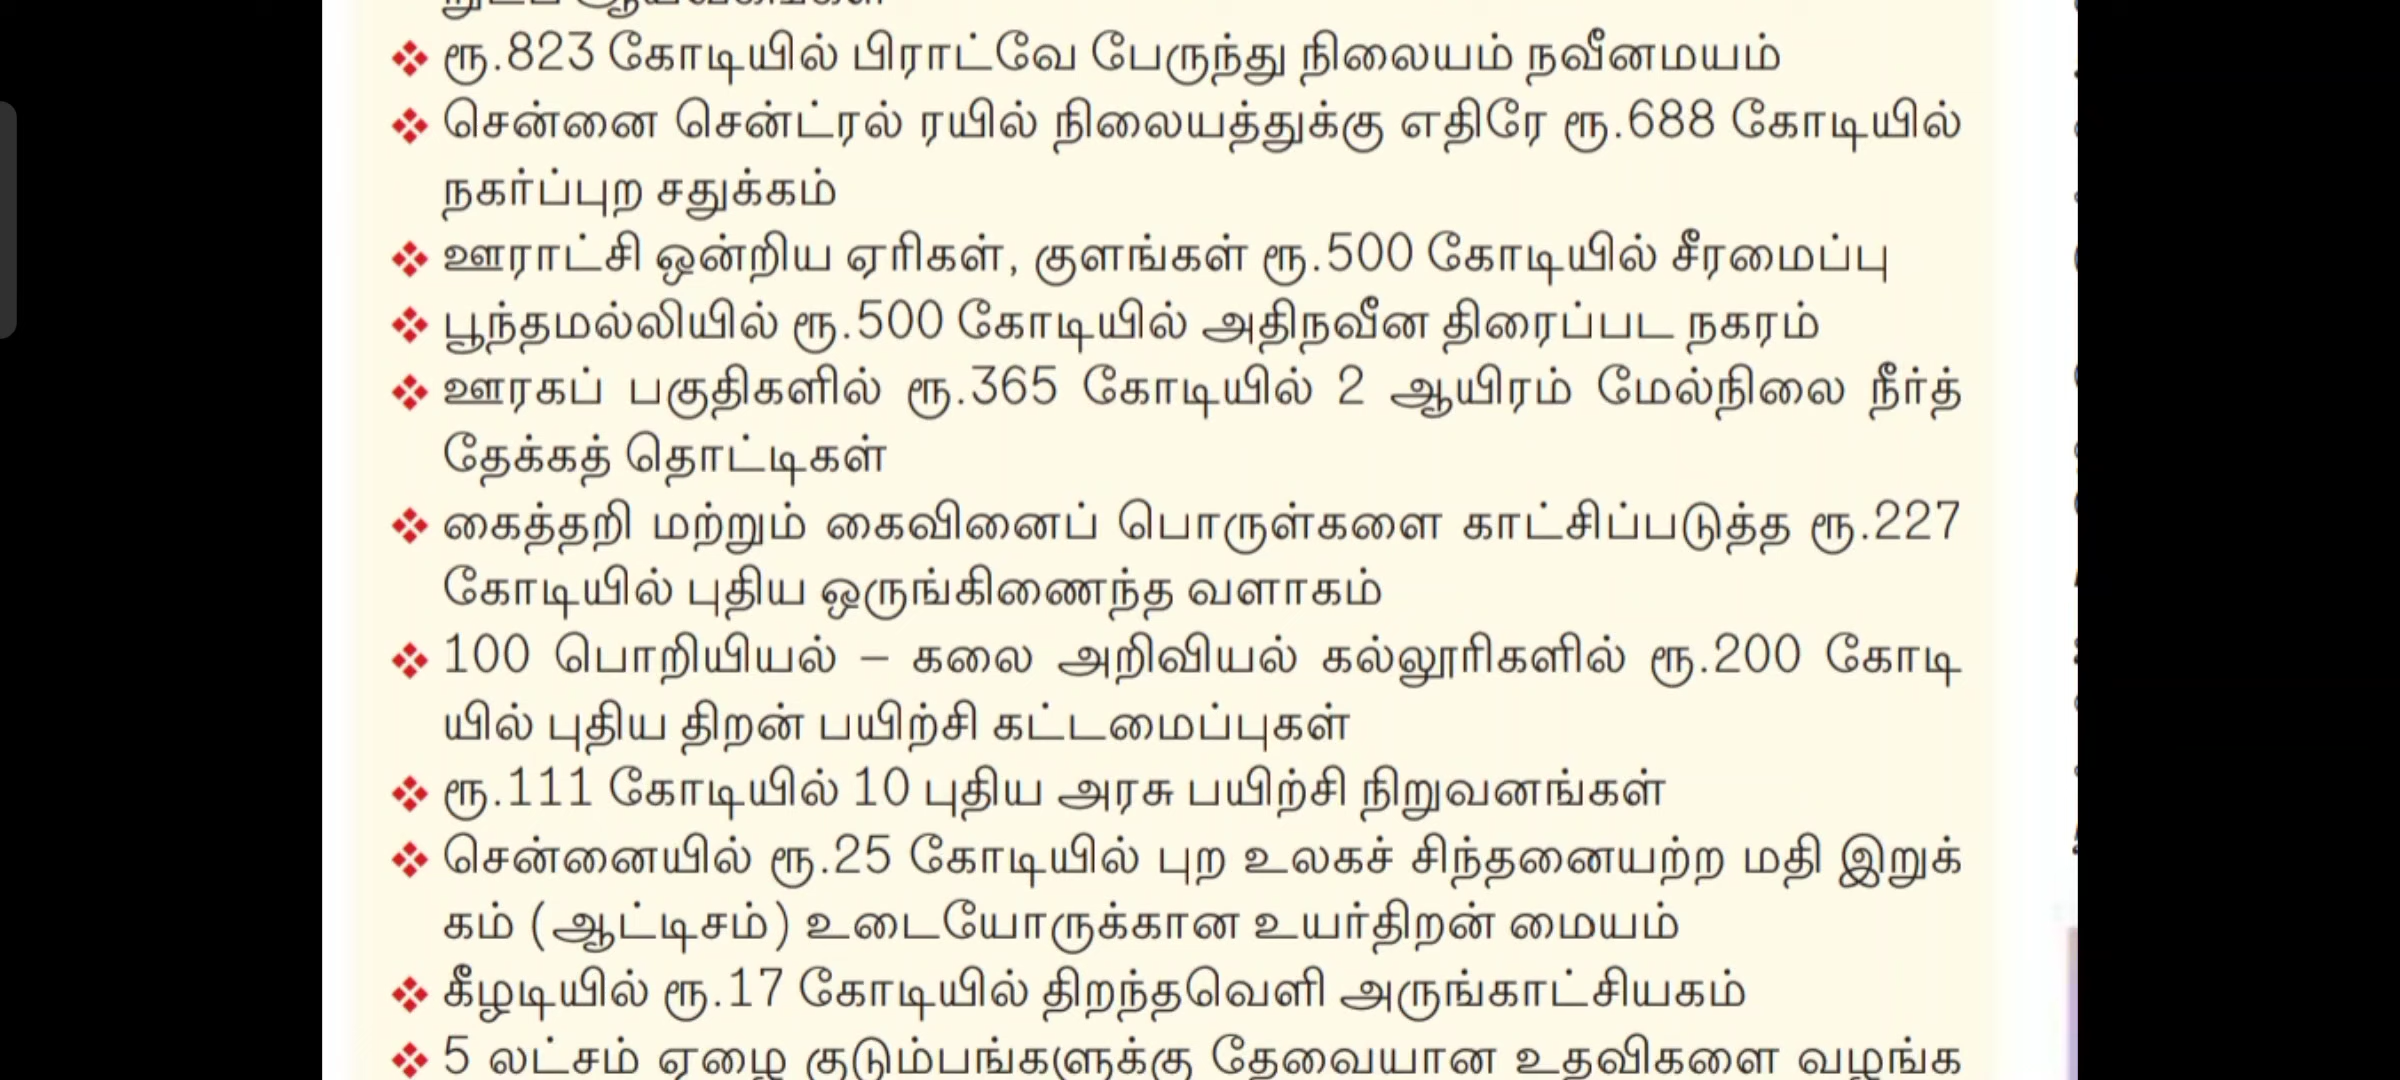 ❖ ரூ.823 கோடியில் பிராட்வே பேருந்து நிலையம் நவீனமயம்
❖ சென்னை சென்ட்ரல் ரயில் நிலையத்துக்கு எதிரே ரூ.688 கோடியில்
நகர்ப்புற சதுக்கம்
❖ ஊராட்சி ஒன்றிய ஏரிகள், குளங்கள் ரூ.500 கோடியில் சீரமைப்பு
❖ பூந்தமல்லியில் ரூ.500 கோடியில் அதிநவீன திரைப்பட நகரம்
❖ ஊரகப் பகுதிகளில் ரூ.365 கோடியில் 2 ஆயிரம் மேல்நிலை நீர்த்
தேக்கத் தொட்டிகள்
❖ கைத்தறி மற்றும் கைவினைப் பொருள்களை காட்சிப்படுத்த ரூ.227
கோடியில் புதிய ஒருங்கிணைந்த வளாகம்
❖ 100 பொறியியல் – கலை அறிவியல் கல்லூரிகளில் ரூ.200 கோடி
யில் புதிய திறன் பயிற்சி கட்டமைப்புகள்
❖ ரூ.111 கோடியில் 10 புதிய அரசு பயிற்சி நிறுவனங்கள்
❖ சென்னையில் ரூ.25 கோடியில் புற உலகச் சிந்தனையற்ற மதி இறுக்
கம் (ஆட்டிசம்) உடையோருக்கான உயர்திறன் மையம்
❖ கீழடியில் ரூ.17 கோடியில் திறந்தவெளி அருங்காட்சியகம்
❖ 5 லட்சம் ஏழை குடும்பங்களுக்கு தேவையான உதவிகளை வழங்க